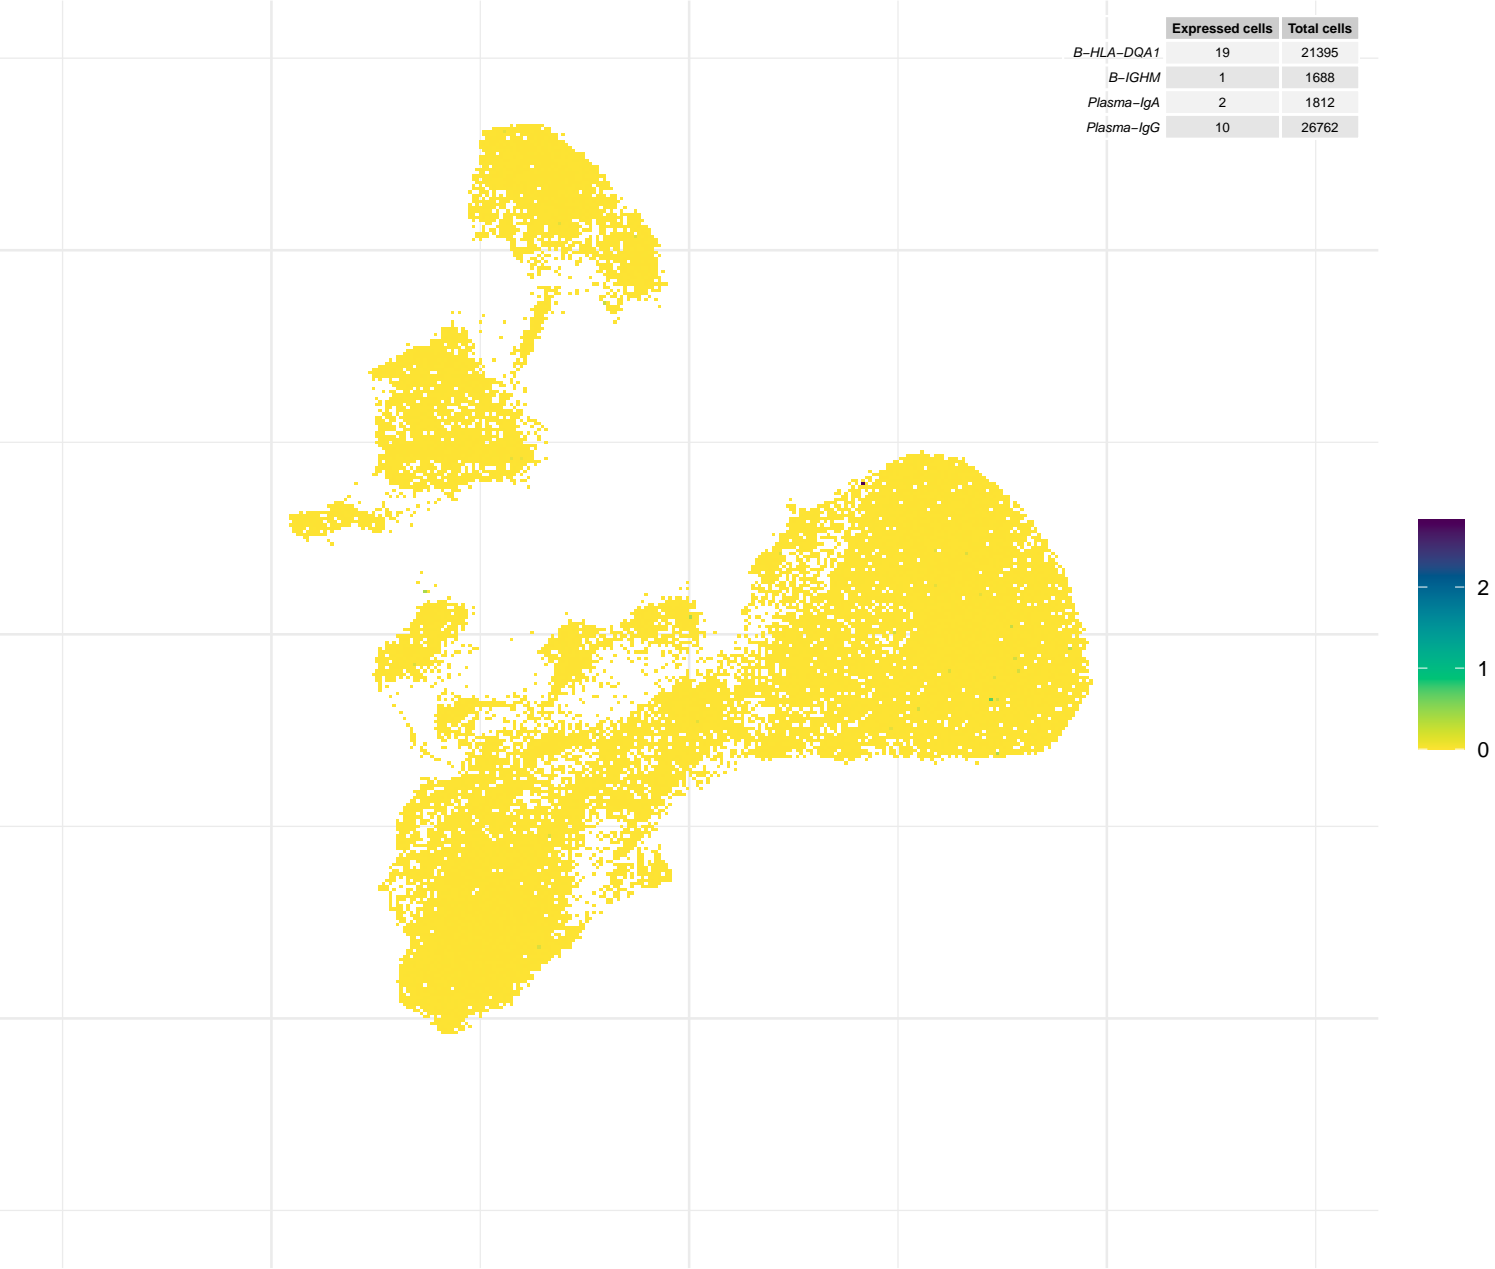 Expressed cells Total cells
B−HLA−DQA1 19 21395
B−IGHM 1 1688
Plasma−IgA 2 1812
Plasma−IgG 10 26762
2
1
0